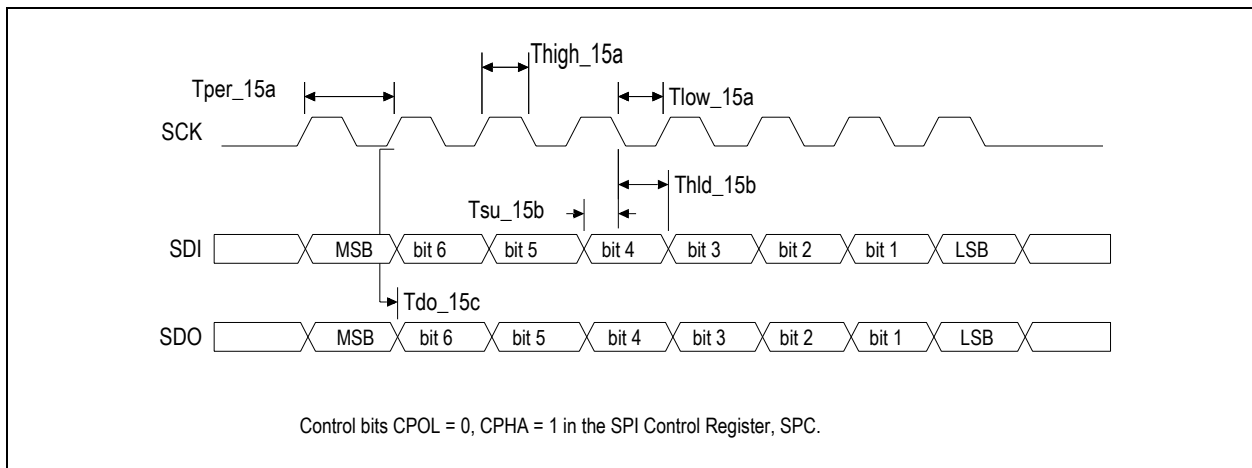 Thigh_15a
Tper_15a
Tlow_15a
SCK
Thld_15b
Tsu_15b
SDI MSB bit 6 bit 5 bit 4 bit 3 bit 2 bit 1 LSB
Tdo_15c
SDO MSB bit 6 bit 5 bit 4 bit 3 bit 2 bit 1 LSB
Control bits CPOL = 0, CPHA = 1 in the SPI Control Register, SPC.